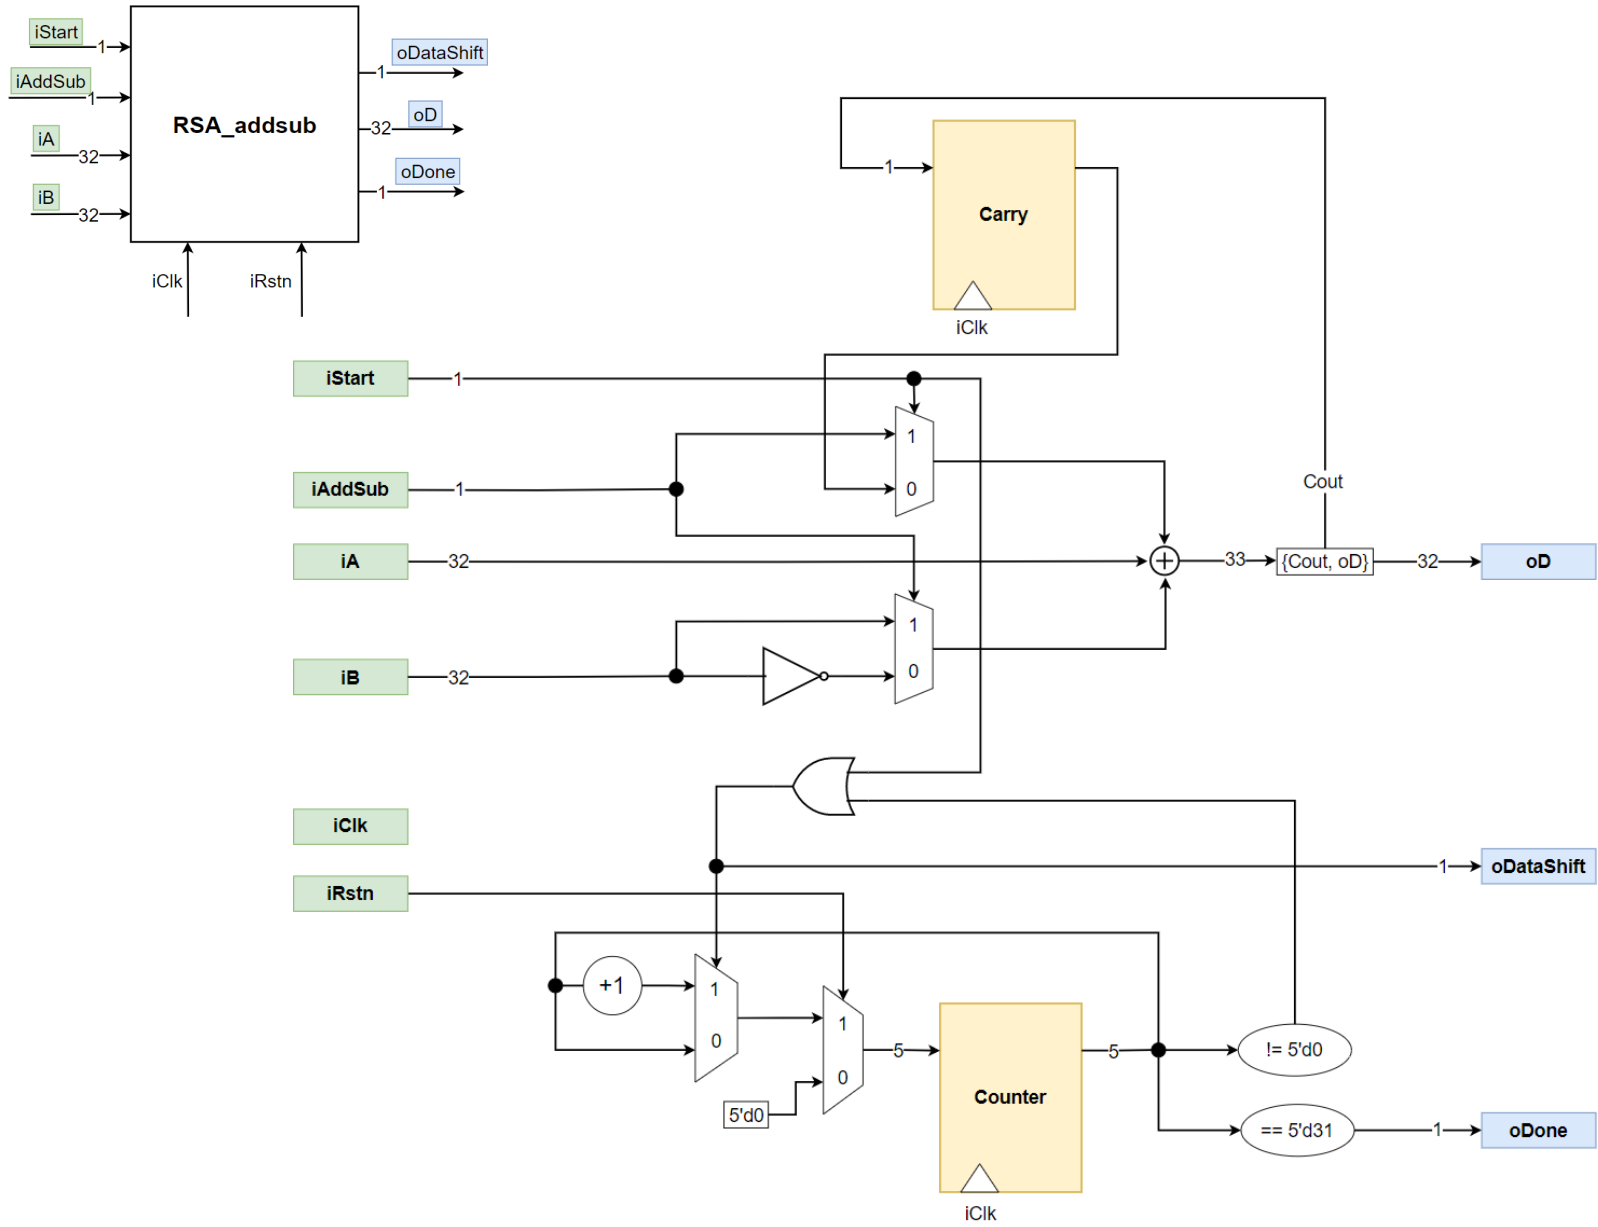 iStart
1
iAddSub
1
iA
32
iB
32
RSA_addsub
oDataShift
1
oD
32
oDone
1
iClk
iRstn
1
Carry
iClk
iStart
1
1
0
iAddSub
1
Cout
iA
32
33
{Cout, oD}
32
oD
iB
32
1
0
iClk
1
oDataShift
iRstn
+1
1
0
1
0
5'd0
5
Counter
iClk
5
!= 5'd0
== 5'd31
1
oDone